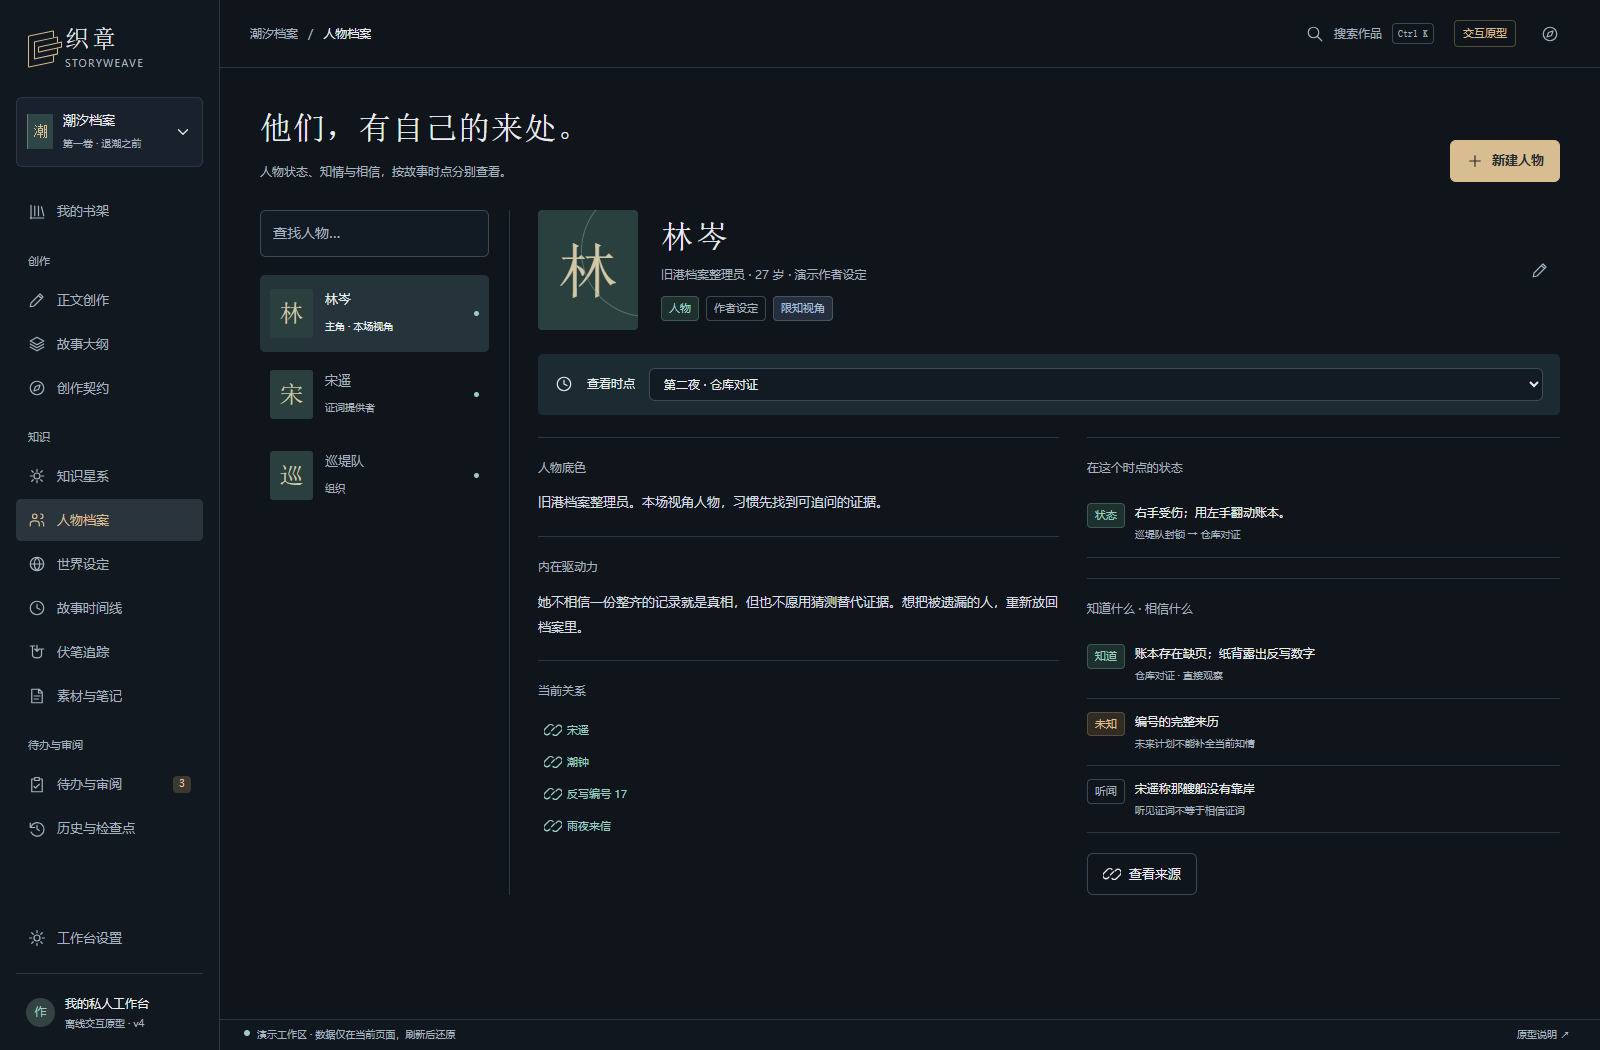 织章
STORYWEAVE
潮
潮汐档案
第一卷 · 退潮之前
我的书架
创作
正文创作
故事大纲
创作契约
知识
知识星系
人物档案
世界设定
故事时间线
伏笔追踪
素材与笔记
待办与审阅
待办与审阅
3
历史与检查点
工作台设置
作
我的私人工作台
离线交互原型 · v4
潮汐档案 / 人物档案
搜索作品
Ctrl K
交互原型
他们，有自己的来处。
人物状态、知情与相信，按故事时点分别查看。
新建人物
查找人物...
林
林岑
主角 · 本场视角
宋
宋遥
证词提供者
巡
巡堤队
组织
林
林岑
旧港档案整理员 · 27 岁 · 演示作者设定
人物
作者设定
限知视角
查看时点
第二夜 · 仓库对证
人物底色
旧港档案整理员。本场视角人物，习惯先找到可追问的证据。
内在驱动力
她不相信一份整齐的记录就是真相，但也不愿用猜测替代证据。想把被遗漏的人，重新放回
档案里。
当前关系
宋遥
潮钟
反写编号 17
雨夜来信
在这个时点的状态
状态
右手受伤；用左手翻动账本。
巡堤队封锁 → 仓库对证
知道什么 · 相信什么
知道
账本存在缺页；纸背露出反写数字
仓库对证 · 直接观察
未知
编号的完整来历
未来计划不能补全当前知情
听闻
宋遥称那艘船没有靠岸
听见证词不等于相信证词
查看来源
演示工作区 · 数据仅在当前页面，刷新后还原
原型说明 ↗